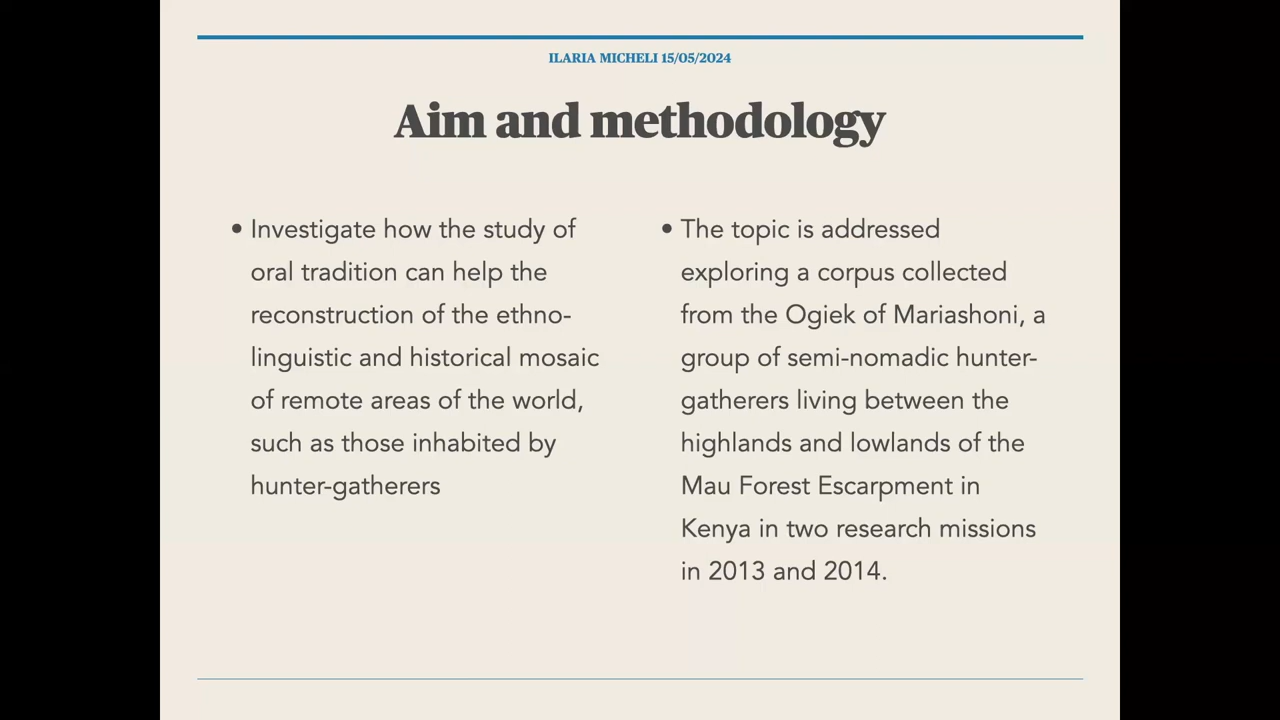 ILARIA MICHELI 15/05/2024
Aim and methodology
• Investigate how the study of
oral tradition can help the
reconstruction of the ethno-
linguistic and historical mosaic
of remote areas of the world,
such as those inhabited by
hunter-gatherers
• The topic is addressed
exploring a corpus collected
from the Ogiek of Mariashoni, a
group of semi-nomadic hunter-
gatherers living between the
highlands and lowlands of the
Mau Forest Escarpment in
Kenya in two research missions
in 2013 and 2014.